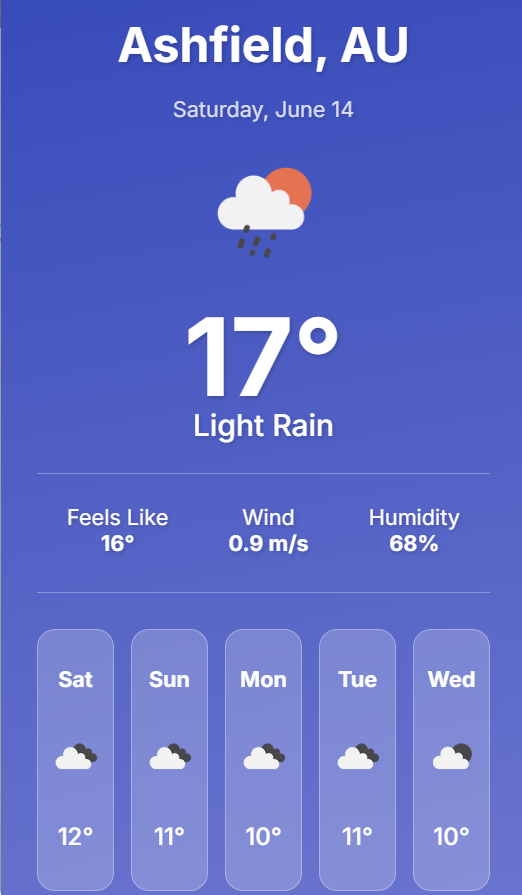 Ashfield, AU
Saturday, June 14
17°
Light Rain
Feels Like Wind Humidity
16° 0.9 m/s 68%
Sat Sun Mon Tue Wed
12° 11° 10° 11° 10°